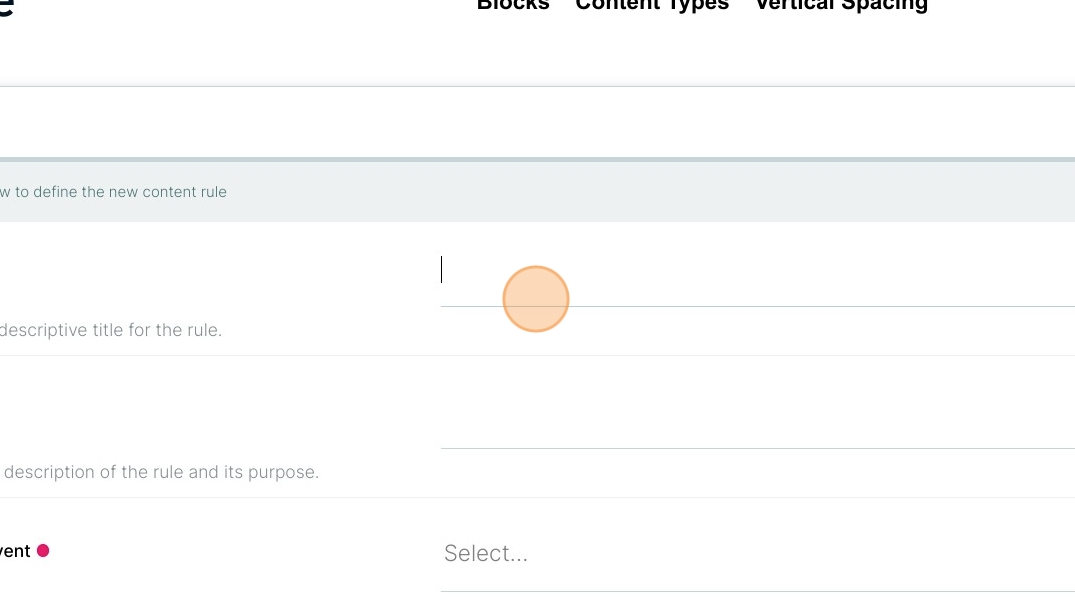 e
Blocks Content Types Vertical Spacing
w to define the new content rule
descriptive title for the rule.
description of the rule and its purpose.
vent
Select...